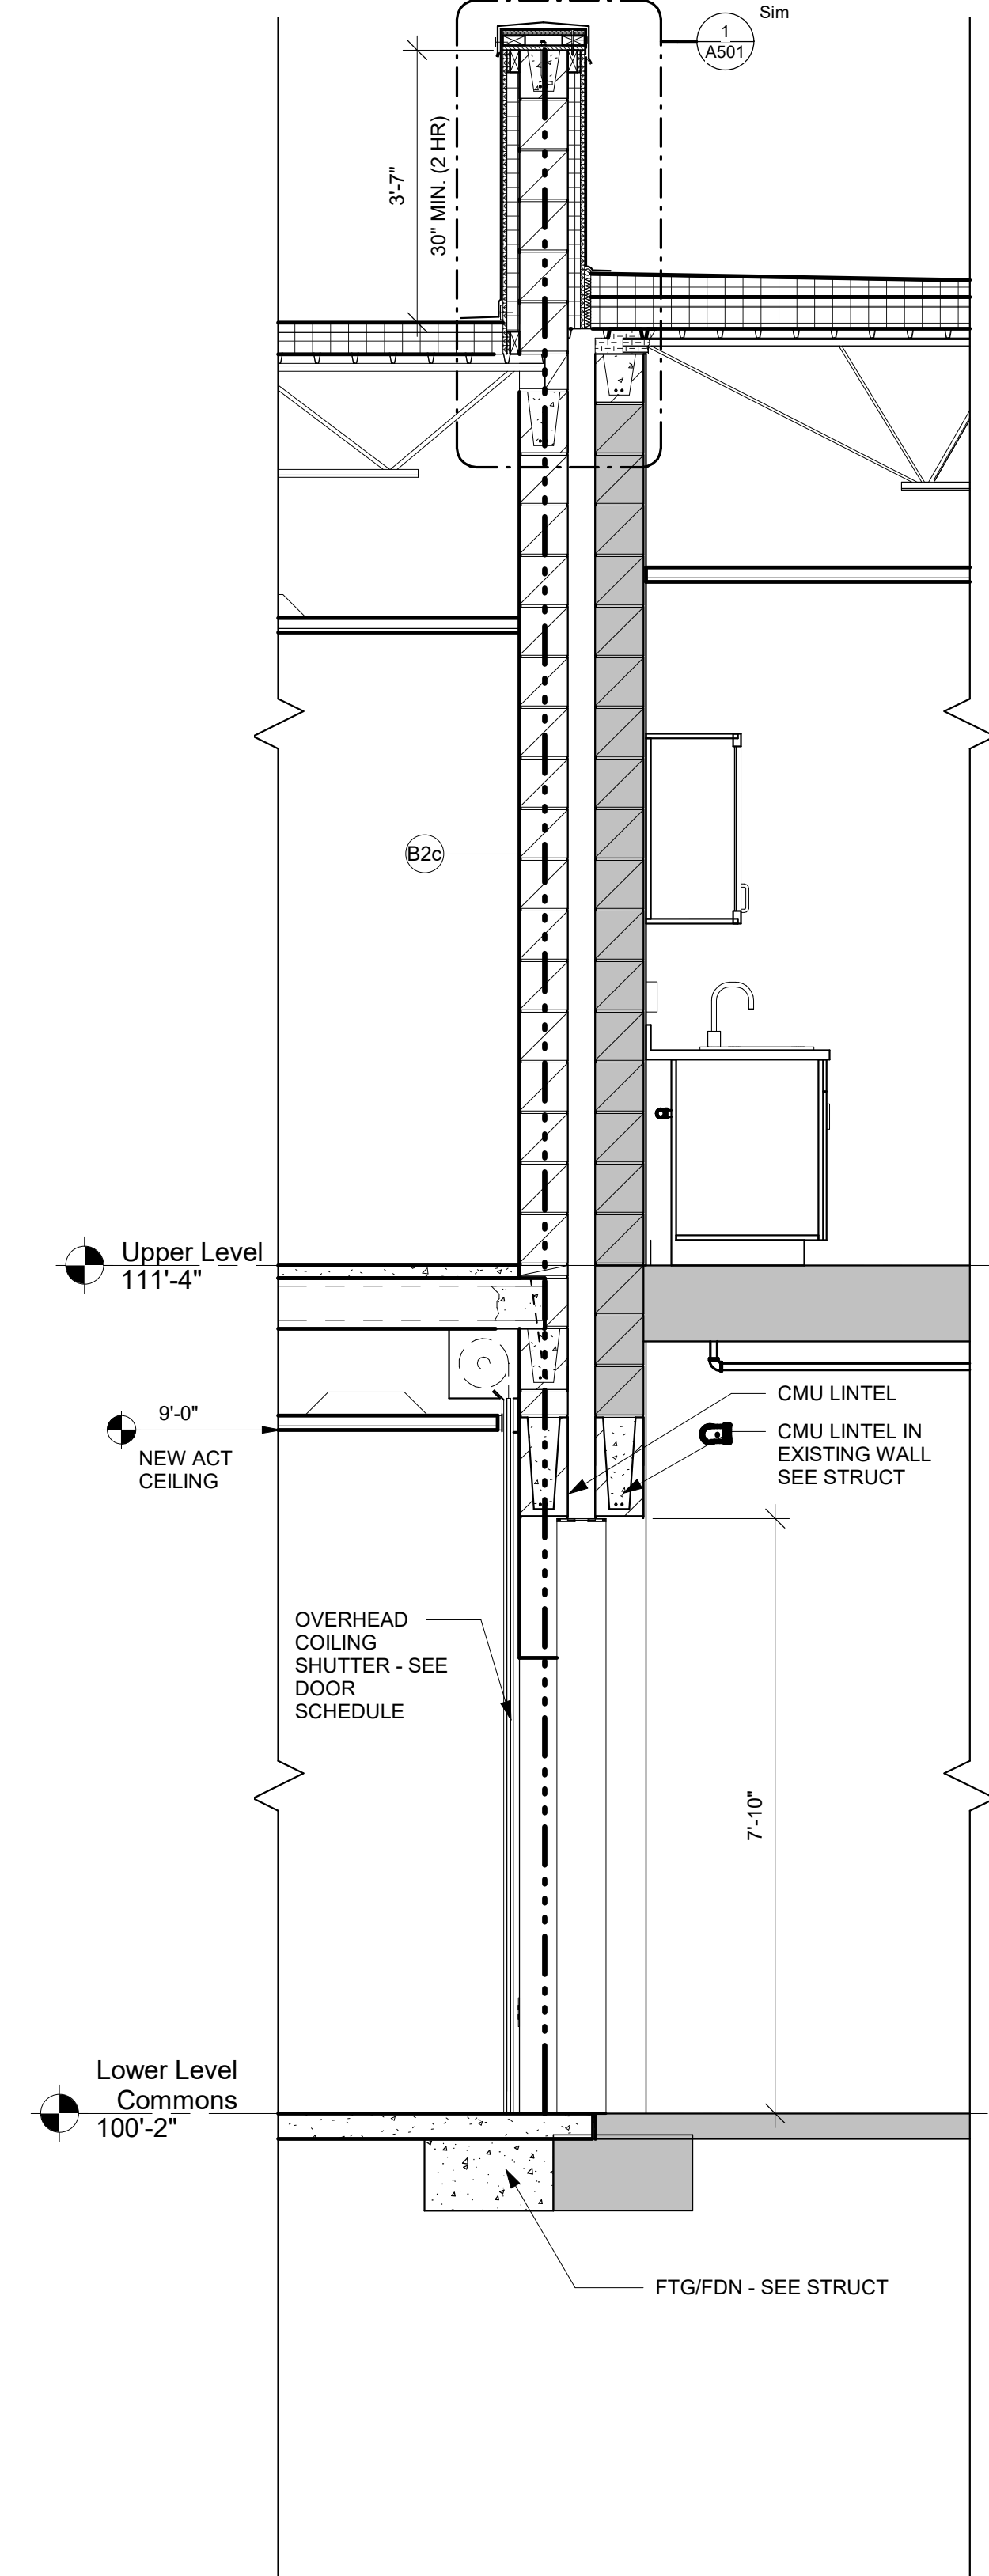 Sim
1
A501
3'-7"
30" MIN. (2 HR)
B2c
Upper Level
111'-4"
9'-0"
NEW ACT
CEILING
CMU LINTEL
CMU LINTEL IN
EXISTING WALL
SEE STRUCT
OVERHEAD
COILING
SHUTTER - SEE
DOOR
SCHEDULE
7'-10"
Lower Level
Commons
100'-2"
FTG/FDN - SEE STRUCT